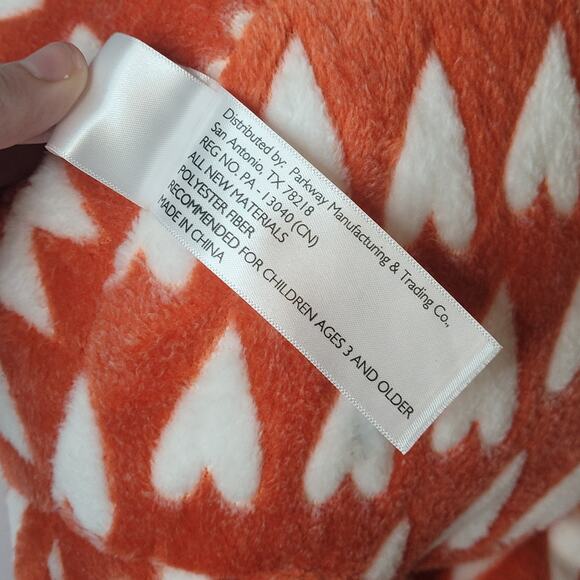 Distributed by: Parkway Manufacturing & Trading Co.,
San Antonio, TX 78218
REG NO. PA - 13040 (CN)
ALL NEW MATERIALS
POLYESTER FIBER
RECOMMENDED FOR CHILDREN AGES 3 AND OLDER
MADE IN CHINA